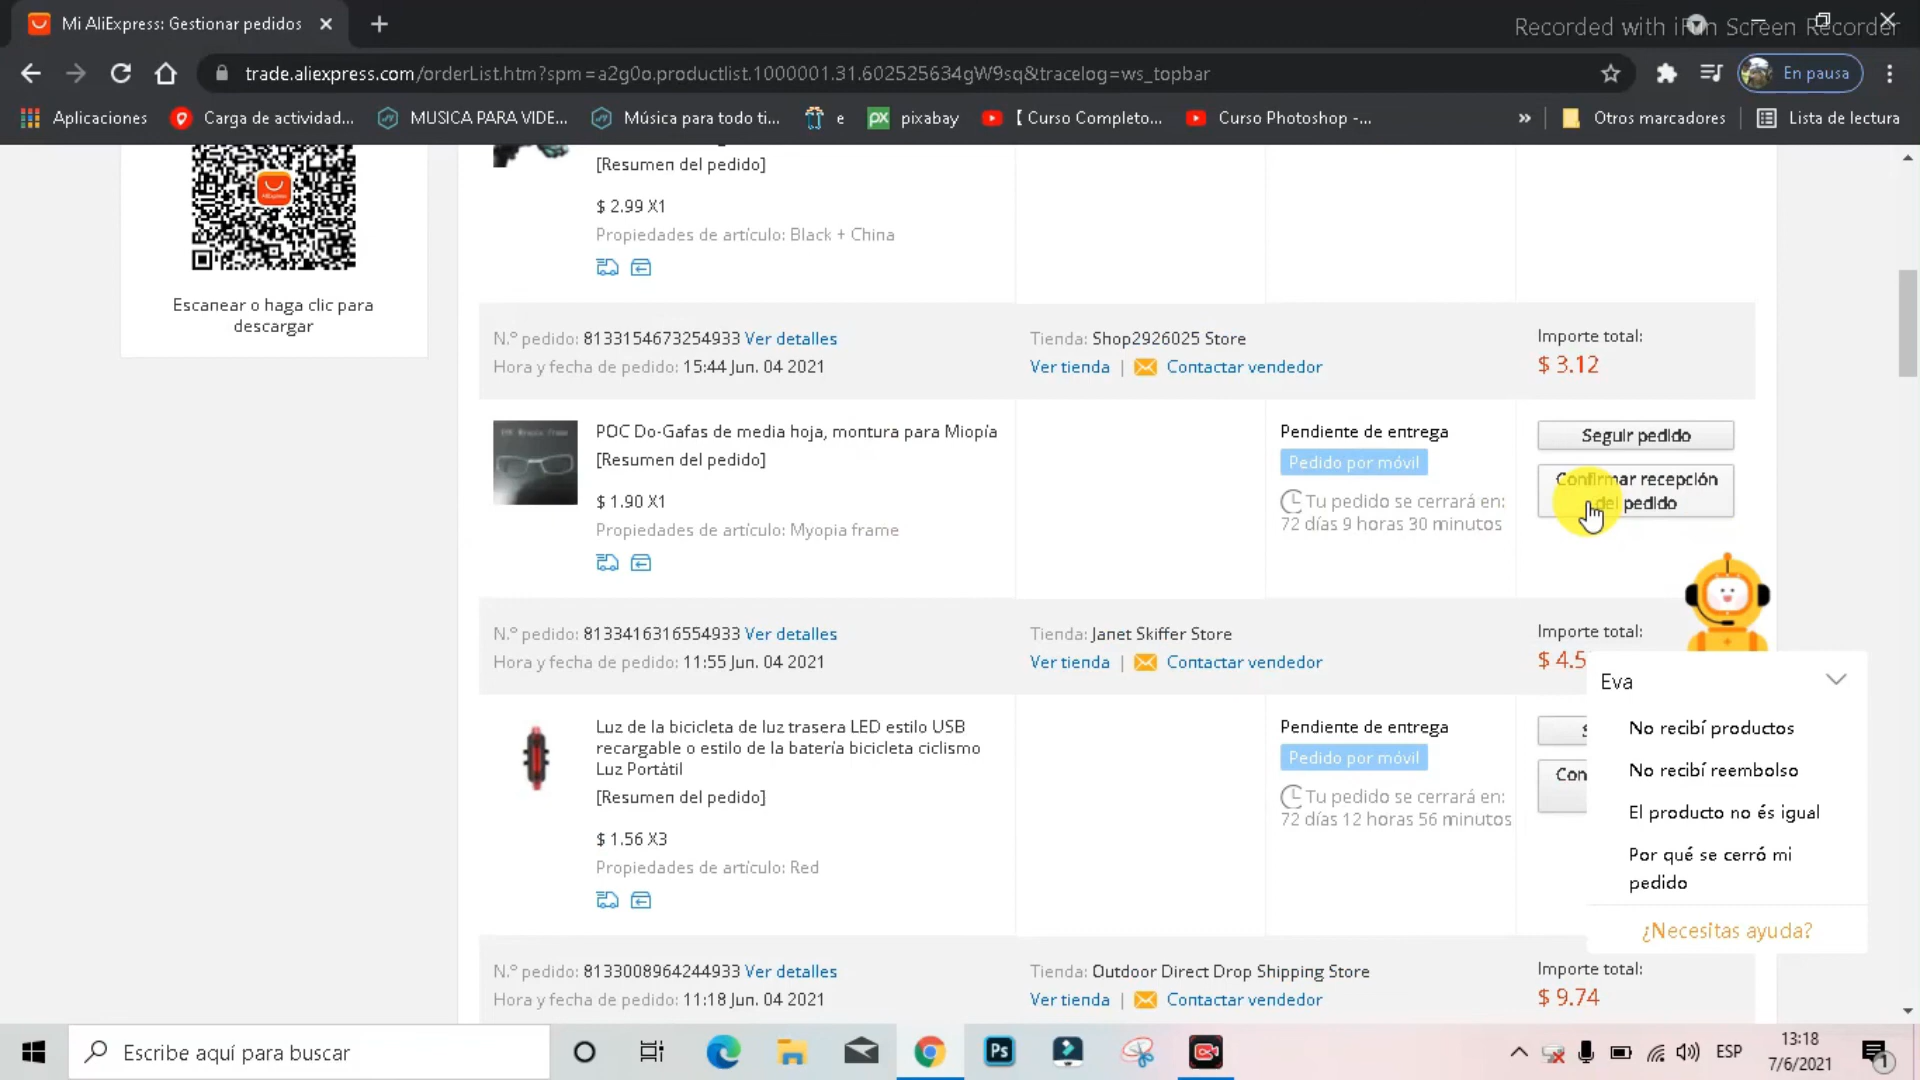 Mi AliExpress: Gestionar pedidos
Recorded with iFun Screen Recorder
trade.aliexpress.com/orderList.htm?spm=a2g0o.productlist.1000001.31.602525634gW9sq&tracelog=ws_topbar
En pausa
Aplicaciones
Carga de actividad...
MUSICA PARA VIDE...
Música para todo ti...
e
px
pixabay
【 Curso Completo...
Curso Photoshop -...
»
Otros marcadores
Lista de lectura
Escanear o haga clic para
descargar
[Resumen del pedido]
$ 2.99 X1
Propiedades de artículo: Black + China
N.º pedido: 8133154673254933 Ver detalles
Hora y fecha de pedido: 15:44 Jun. 04 2021
Tienda: Shop2926025 Store
Ver tienda | Contactar vendedor
Importe total:
$ 3.12
POC Do-Gafas de media hoja, montura para Miopía
[Resumen del pedido]
$ 1.90 X1
Propiedades de artículo: Myopia frame
Pendiente de entrega
Pedido por móvil
Tu pedido se cerrará en:
72 días 9 horas 30 minutos
Seguir pedido
Confirmar recepción
del pedido
N.º pedido: 8133416316554933 Ver detalles
Hora y fecha de pedido: 11:55 Jun. 04 2021
Tienda: Janet Skiffer Store
Ver tienda | Contactar vendedor
Importe total:
$ 4.5
Luz de la bicicleta de luz trasera LED estilo USB
recargable o estilo de la batería bicicleta ciclismo
Luz Portátil
[Resumen del pedido]
$ 1.56 X3
Propiedades de artículo: Red
Pendiente de entrega
Pedido por móvil
Tu pedido se cerrará en:
72 días 12 horas 56 minutos
Con
Eva
No recibí productos
No recibí reembolso
El producto no és igual
Por qué se cerró mi
pedido
¿Necesitas ayuda?
N.º pedido: 8133008964244933 Ver detalles
Hora y fecha de pedido: 11:18 Jun. 04 2021
Tienda: Outdoor Direct Drop Shipping Store
Ver tienda | Contactar vendedor
Importe total:
$ 9.74
Escribe aquí para buscar
Ps
ESP
13:18
7/6/2021
1